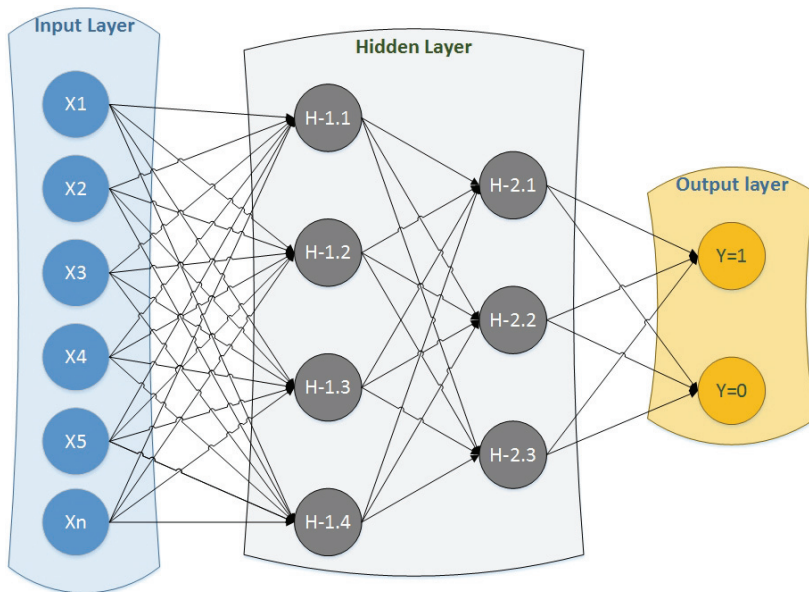 Input Layer
X1
X2
X3
X4
X5
Xn
Hidden Layer
H-1.1
H-1.2
H-1.3
H-1.4
H-2.1
H-2.2
H-2.3
Output layer
Y=1
Y=0